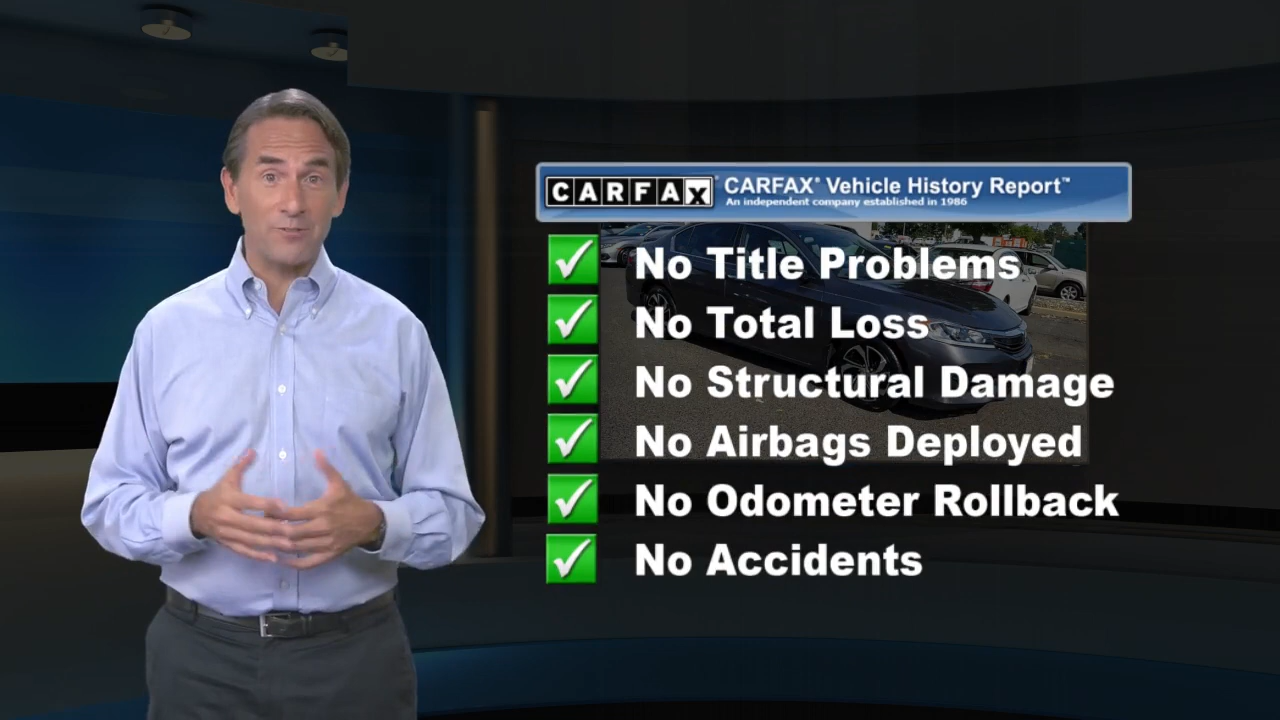 CARFAX® CARFAX® Vehicle History Report™
An independent company established in 1986
No Title Problems
No Total Loss
No Structural Damage
No Airbags Deployed
No Odometer Rollback
No Accidents